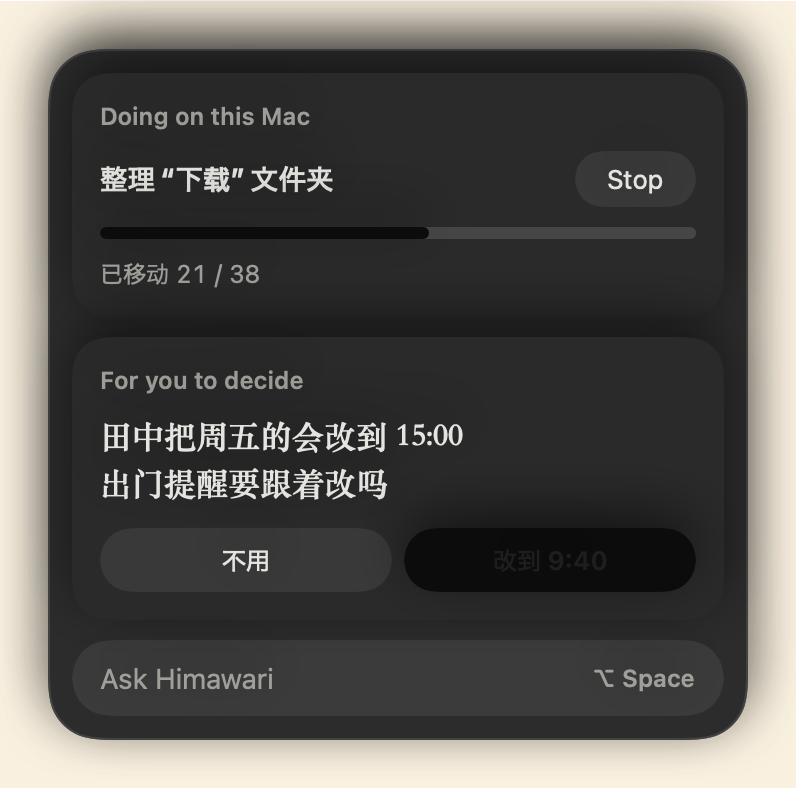 Doing on this Mac
整理 “下载” 文件夹
Stop
已移动 21 / 38
For you to decide
田中把周五的会改到 15:00
出门提醒要跟着改吗
不用
改到 9:40
Ask Himawari
⌥ Space